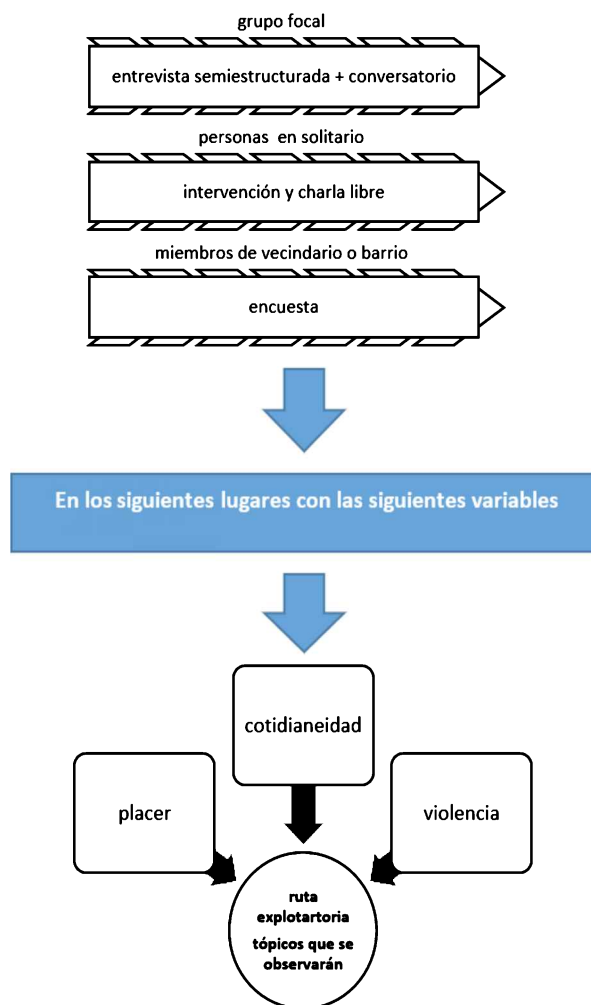 grupo focal
entrevista semiestructurada + conversatorio
personas en solitario
intervención y charla libre
miembros de vecindario o barrio
encuesta
En los siguientes lugares con las siguientes variables
cotidianeidad
placer
violencia
ruta
explotartoria
tópicos que se
observarán